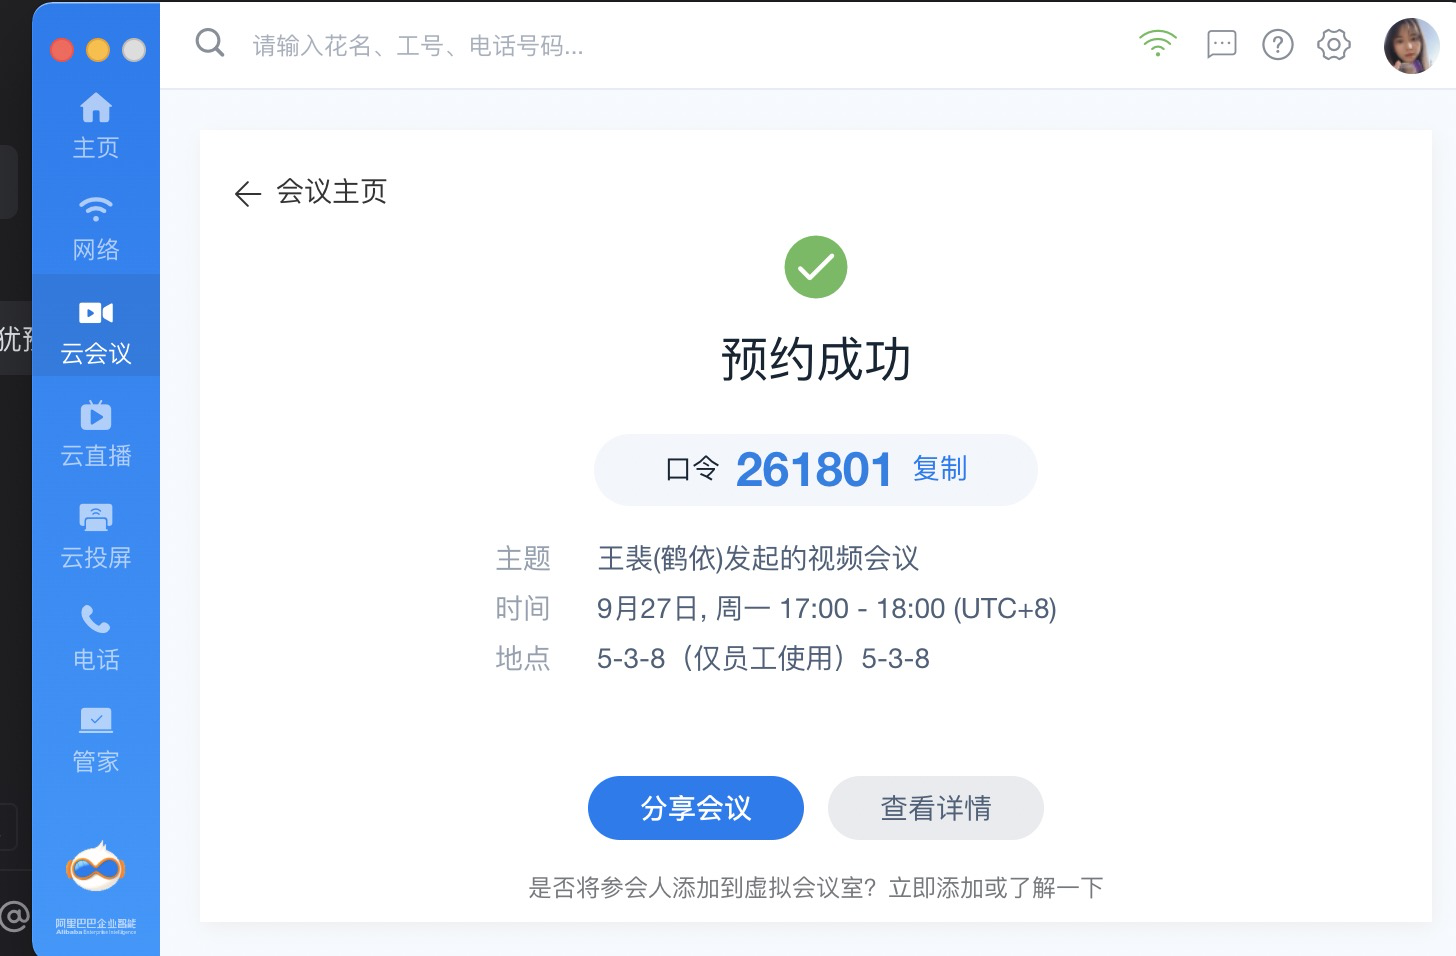 请输入花名、工号、电话号码...
主页
网络
云会议
云直播
云投屏
电话
管家
阿里巴巴企业智能
Alibaba Enterprise Intelligence
犹预
@
会议主页
预约成功
口令 261801 复制
主题 王裴(鹤依)发起的视频会议
时间 9月27日, 周一 17:00 - 18:00 (UTC+8)
地点 5-3-8（仅员工使用）5-3-8
分享会议 查看详情
是否将参会人添加到虚拟会议室？立即添加或了解一下